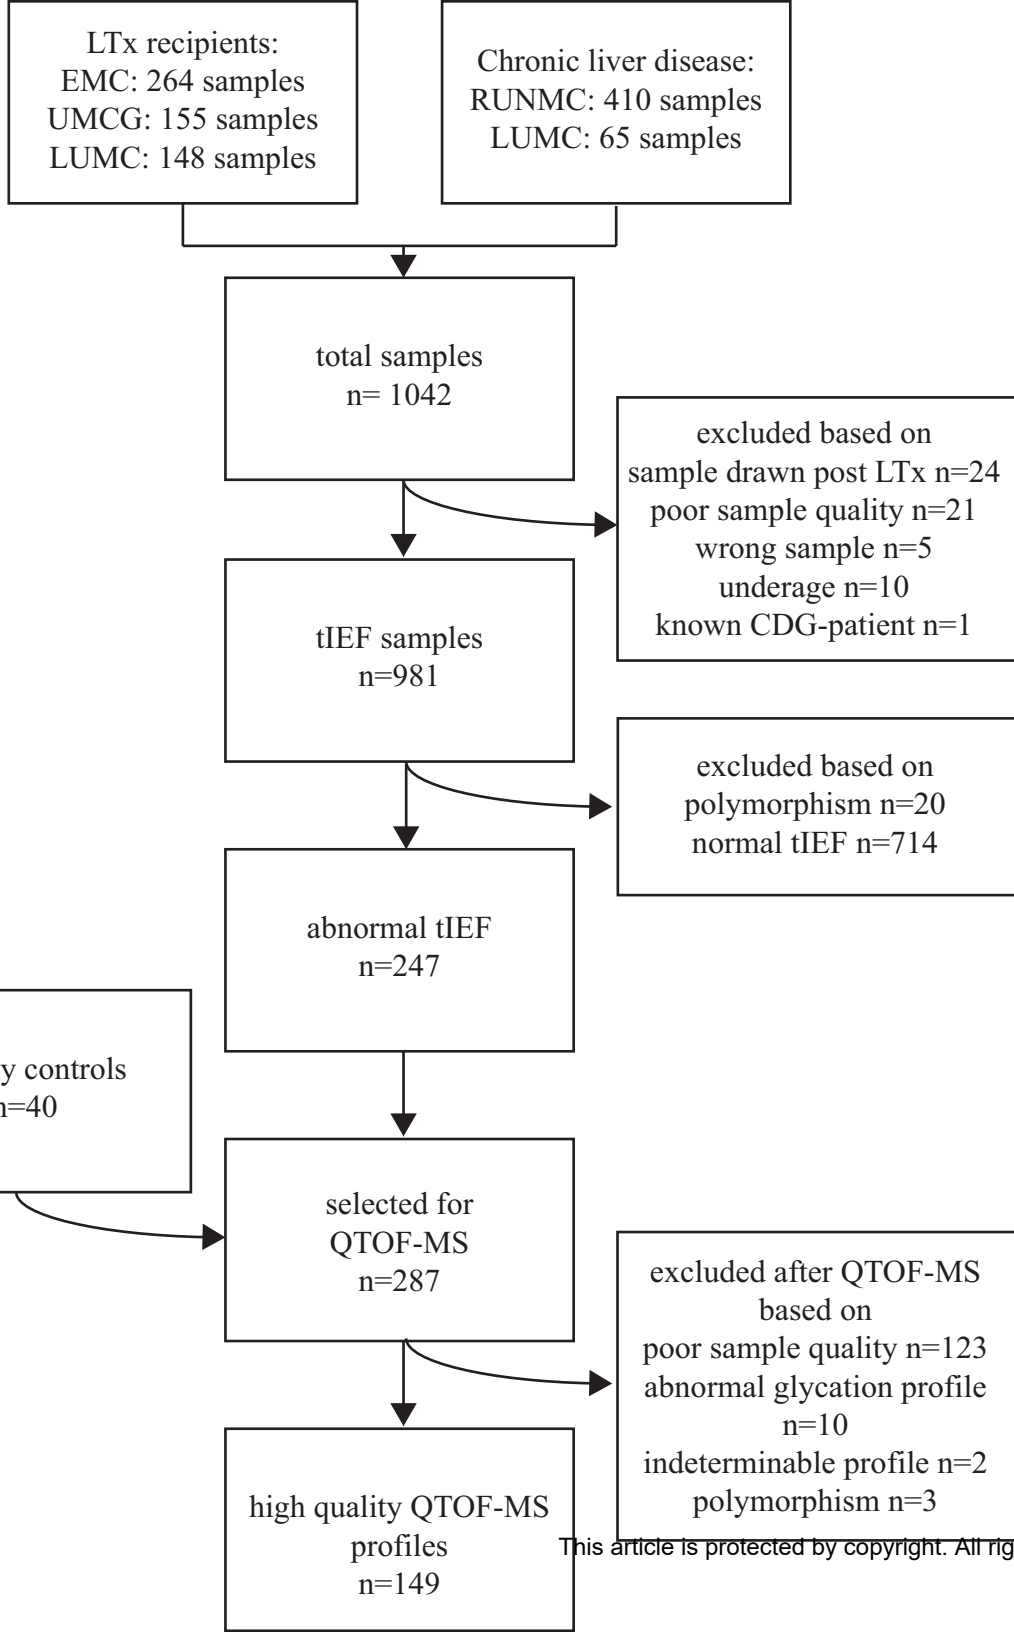 LTx recipients:
EMC: 264 samples
UMCG: 155 samples
LUMC: 148 samples
Chronic liver disease:
RUNMC: 410 samples
LUMC: 65 samples
total samples
n= 1042
excluded based on
sample drawn post LTx n=24
poor sample quality n=21
wrong sample n=5
underage n=10
known CDG-patient n=1
tIEF samples
n=981
excluded based on
polymorphism n=20
normal tIEF n=714
abnormal tIEF
n=247
y controls
n=40
selected for
QTOF-MS
n=287
excluded after QTOF-MS
based on
poor sample quality n=123
abnormal glycation profile
n=10
indeterminable profile n=2
polymorphism n=3
high quality QTOF-MS
profiles
n=149
This article is protected by copyright. All rig